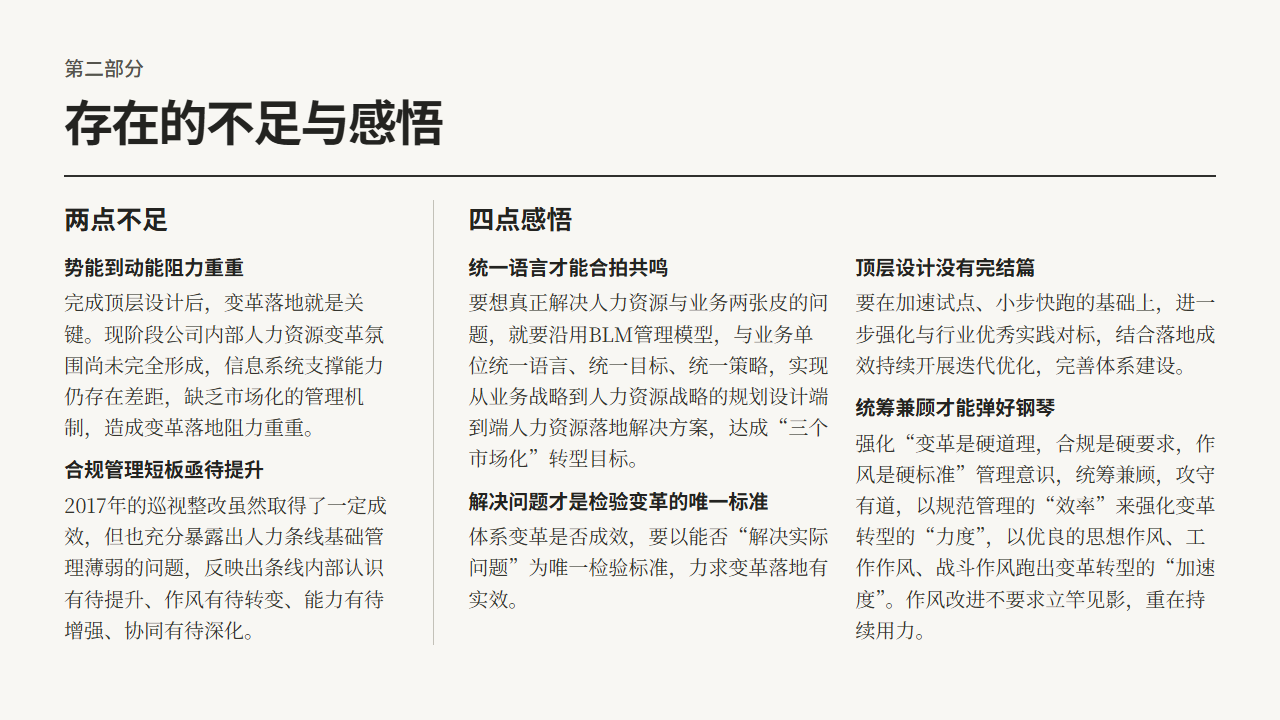 第二部分
存在的不足与感悟
两点不足
势能到动能阻力重重
完成顶层设计后，变革落地就是关
键。现阶段公司内部人力资源变革氛
围尚未完全形成，信息系统支撑能力
仍存在差距，缺乏市场化的管理机
制，造成变革落地阻力重重。
合规管理短板亟待提升
2017年的巡视整改虽然取得了一定成
效，但也充分暴露出人力条线基础管
理薄弱的问题，反映出条线内部认识
有待提升、作风有待转变、能力有待
增强、协同有待深化。
四点感悟
统一语言才能合拍共鸣
要想真正解决人力资源与业务两张皮的问
题，就要沿用BLM管理模型，与业务单
位统一语言、统一目标、统一策略，实现
从业务战略到人力资源战略的规划设计端
到端人力资源落地解决方案，达成“三个
市场化”转型目标。
解决问题才是检验变革的唯一标准
体系变革是否成效，要以能否“解决实际
问题”为唯一检验标准，力求变革落地有
实效。
顶层设计没有完结篇
要在加速试点、小步快跑的基础上，进一
步强化与行业优秀实践对标，结合落地成
效持续开展迭代优化，完善体系建设。
统筹兼顾才能弹好钢琴
强化“变革是硬道理，合规是硬要求，作
风是硬标准”管理意识，统筹兼顾，攻守
有道，以规范管理的“效率”来强化变革
转型的“力度”，以优良的思想作风、工
作作风、战斗作风跑出变革转型的“加速
度”。作风改进不要求立竿见影，重在持
续用力。